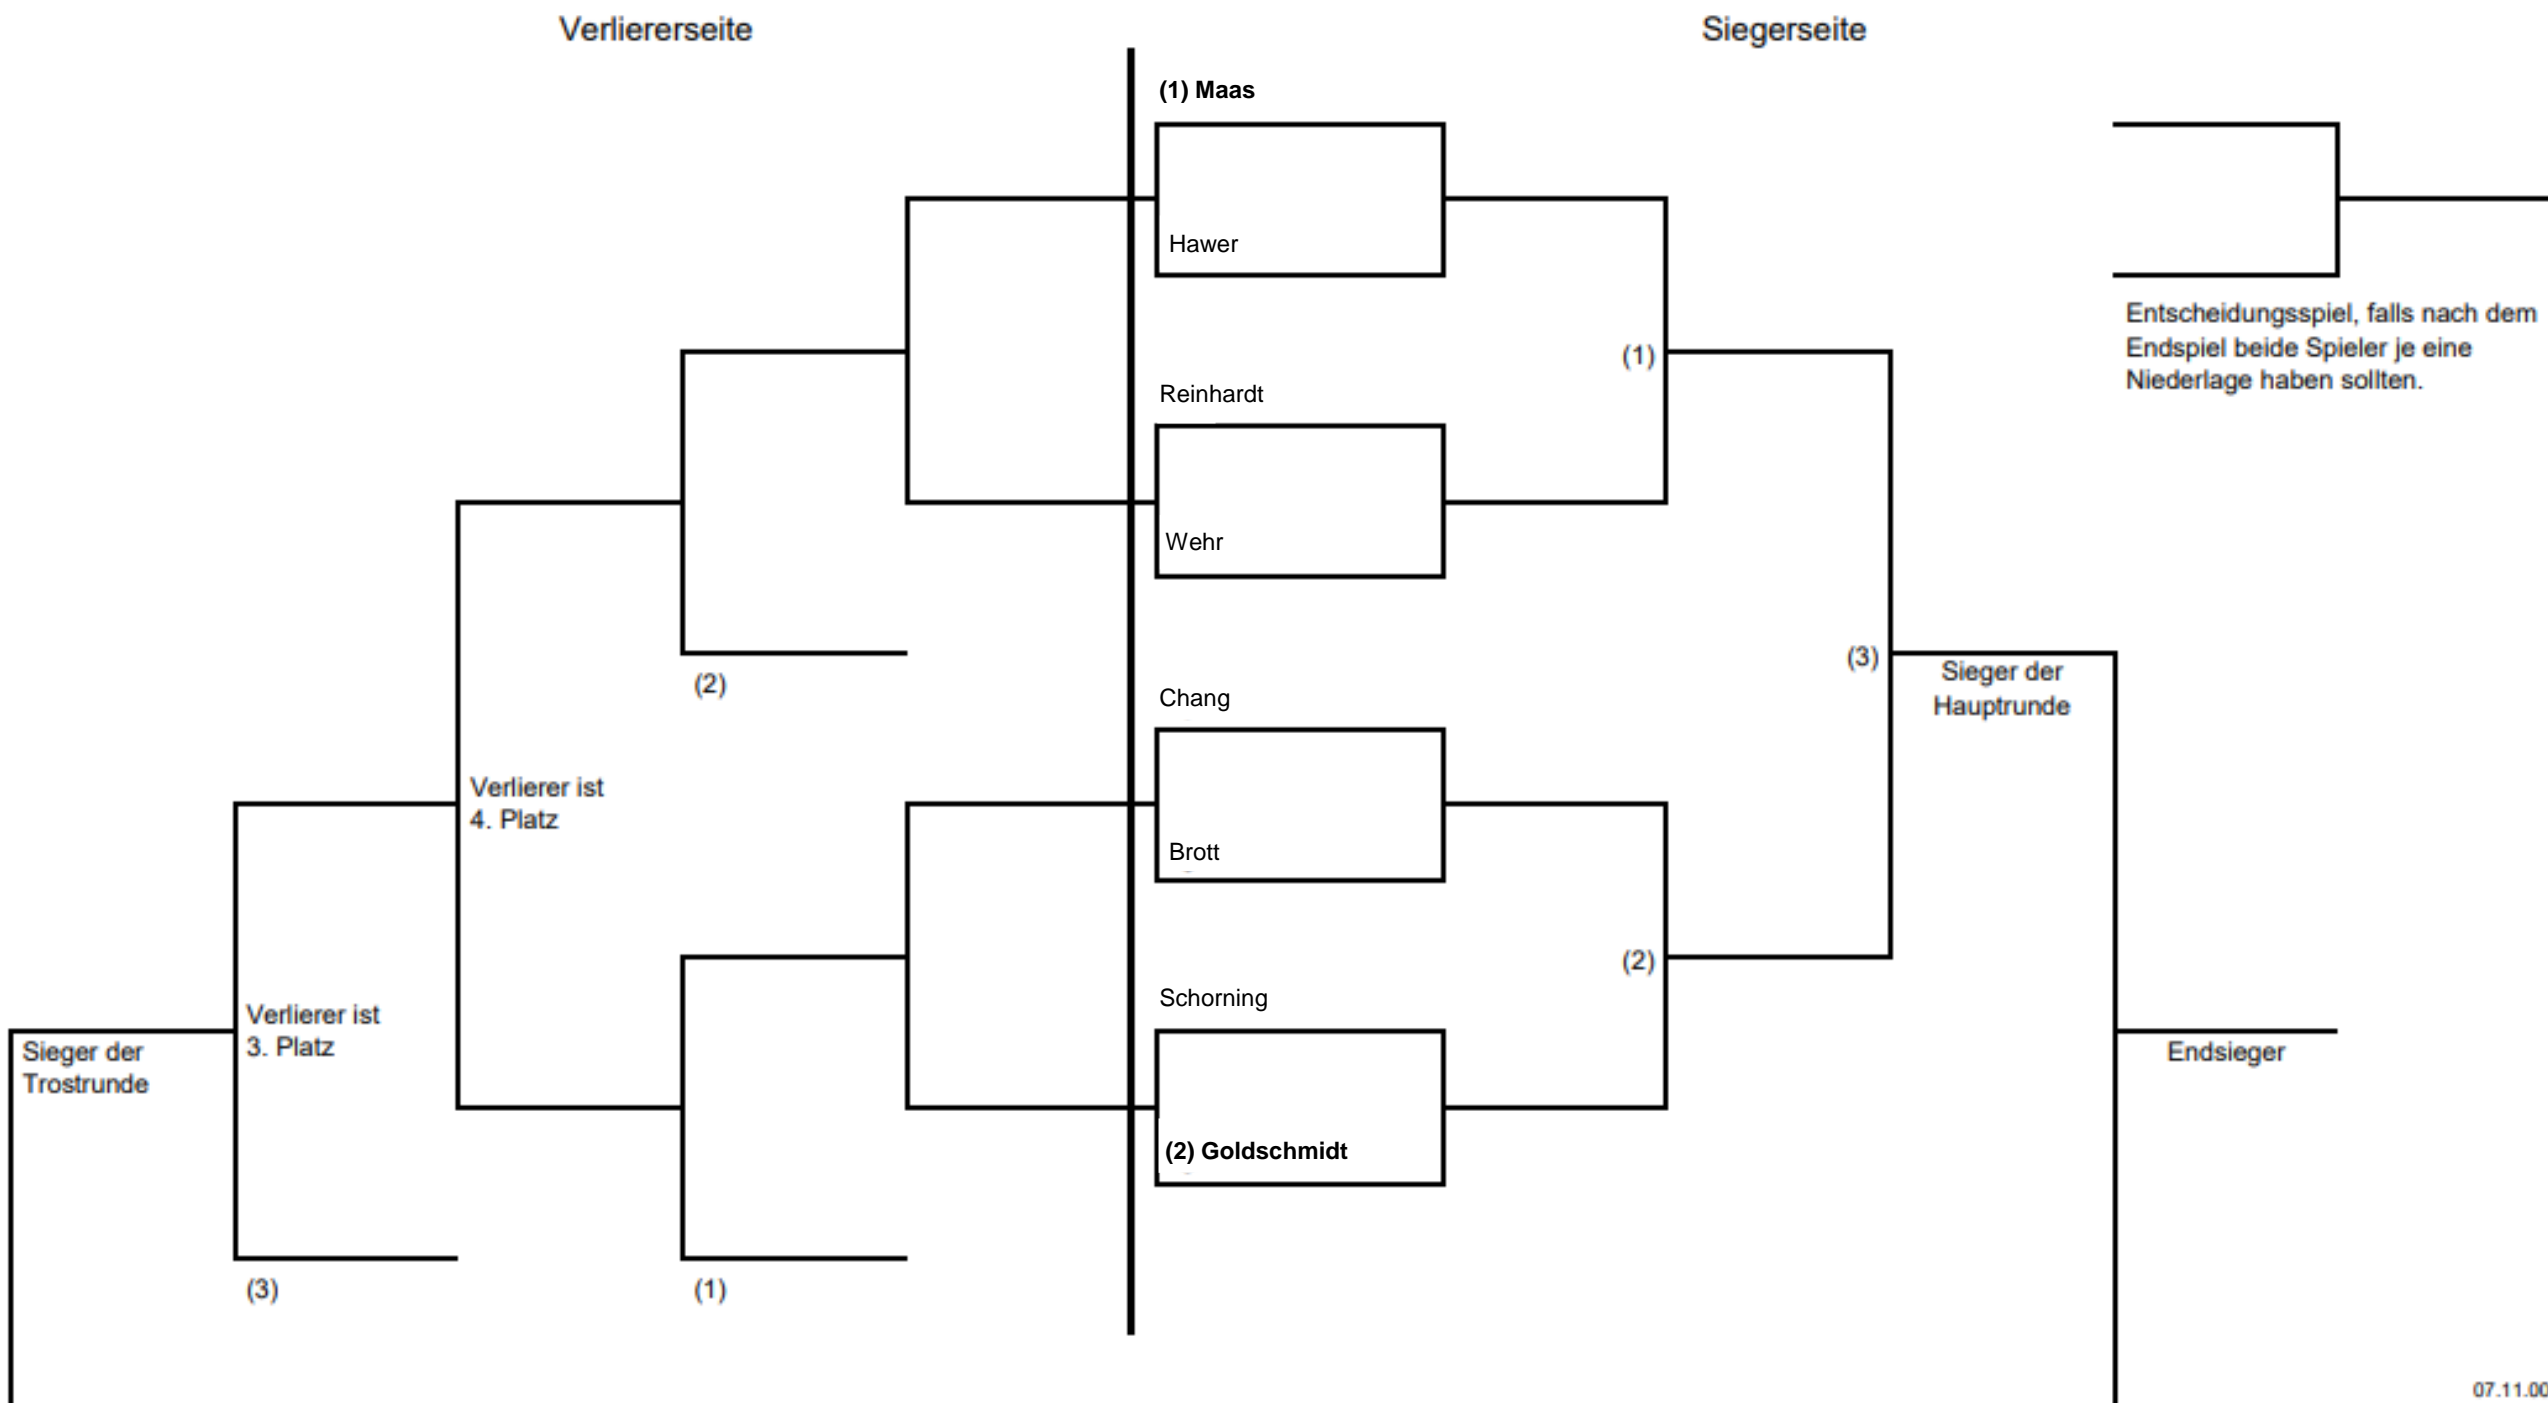 Verliererseite
Siegerseite
(1) Maas
Hawer
Entscheidungsspiel, falls nach dem
Endspiel beide Spieler je eine
Niederlage haben sollten.
(1)
Reinhardt
Wehr
(2)
(3)
Sieger der
Hauptrunde
Chang
Verlierer ist
4. Platz
Brott
(2)
Schorning
Verlierer ist
3. Platz
Sieger der
Trostrunde
Endsieger
(2) Goldschmidt
(3)
(1)
07.11.00